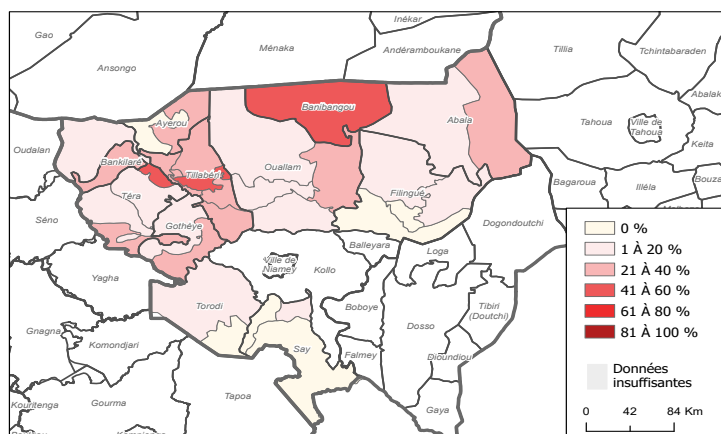 Inékar
Gao
Ménaka
Andéramboukane
Tillia
Tchintabaraden
Ansongo
Abalak
Banibangou
Ayerou
Abala
Tahoua
Ville de
Tahoua
Oudalan
Keita
Bankilaré
Ouallam
Tillabéri
Bagaroua
Illéla
Bouza
Téra
Filingué
Séno
Gothèye
Dogondoutchi
Balleyara
Loga
Yagha
Ville de
Niamey
Kollo
Torodi
Boboye
Tibiri
(Doutchi)
Gnagna
Dosso
Komondjari
Say
Falmey
Dioundiou
Kouritenga
Gourma
Tapoa
Gaya
0 %
1 À 20 %
21 À 40 %
41 À 60 %
61 À 80 %
81 À 100 %
Données
insuffisantes
0 42 84 Km